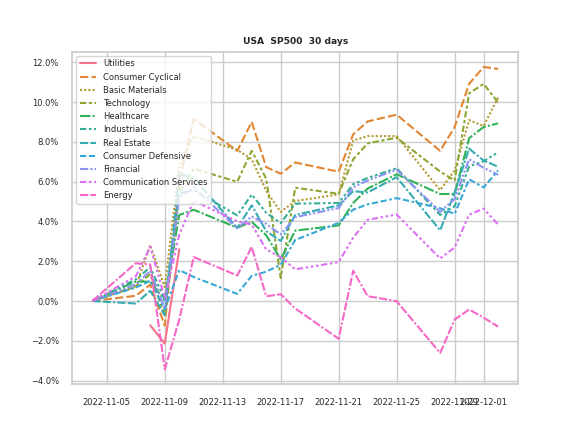 USA SP500 30 days
12.0%
10.0%
8.0%
6.0%
4.0%
2.0%
0.0%
−2.0%
−4.0%
Utilities
Consumer Cyclical
Basic Materials
Technology
Healthcare
Industrials
Real Estate
Consumer Defensive
Financial
Communication Services
Energy
2022-11-05
2022-11-09
2022-11-13
2022-11-17
2022-11-21
2022-11-25
2022-11-29
2022-12-01